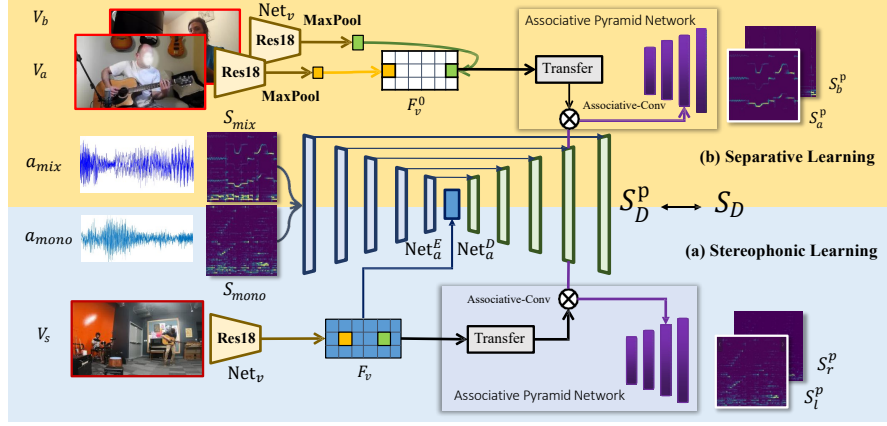 V_b
Net_v
MaxPool
Associative Pyramid Network
Res18
V_a
Res18
Transfer
MaxPool
F_v^0
Associative-Conv
S_b^p
S_a^p
S_mix
a_mix
(b) Separative Learning
S_D^p ↔ S_D
a_mono
Net_a^E Net_a^D
(a) Stereophonic Learning
S_mono
Associative-Conv
V_s
Res18
Transfer
Net_v
F_v
Associative Pyramid Network
S_r^p
S_l^p